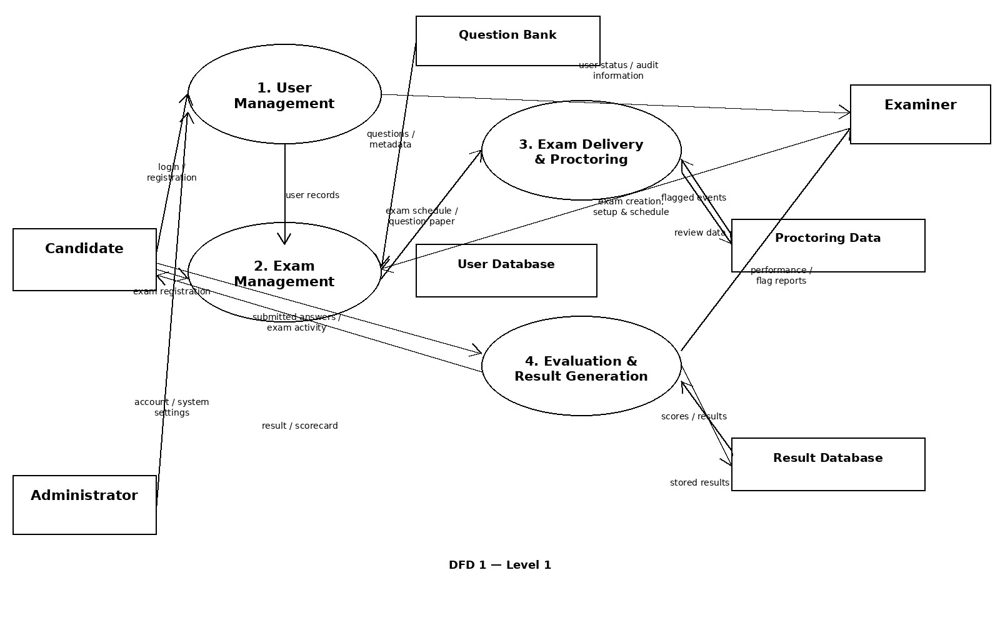 Question Bank
user status / audit
information
1. User
Management
Examiner
questions /
metadata
3. Exam Delivery
& Proctoring
login /
registration
user records
exam schedule /
question paper
exam creation,
setup & schedule
flagged events
review data
Proctoring Data
Candidate
2. Exam
Management
User Database
performance /
flag reports
exam registration
submitted answers /
exam activity
4. Evaluation &
Result Generation
account / system
settings
result / scorecard
scores / results
Result Database
stored results
Administrator
DFD 1 — Level 1